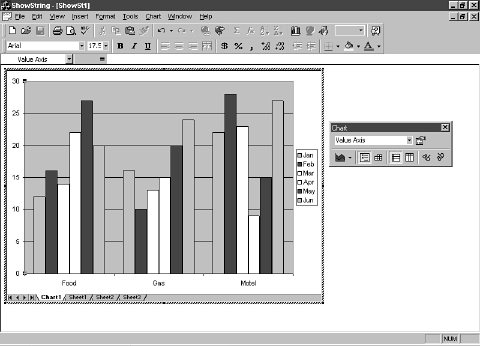 ShowString - [ShowSt1]
File Edit View Insert Format Tools Chart Window Help
Arial 17.5 B I U $ % ,
Value Axis =
30
25
20
15
10
5
0
Food Gas Motel
Jan
Feb
Mar
Apr
May
Jun
Chart1 Sheet1 Sheet2 Sheet3
Chart
Value Axis
NUM